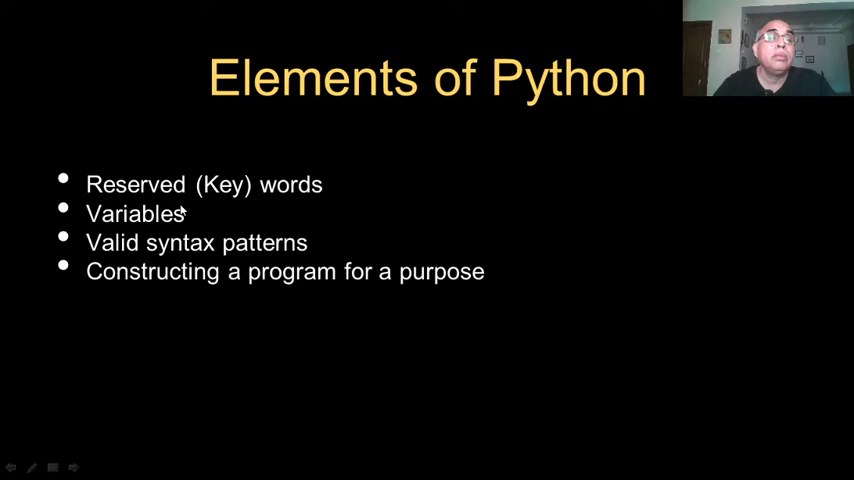 Elements of Python
Reserved (Key) words
Variables
Valid syntax patterns
Constructing a program for a purpose